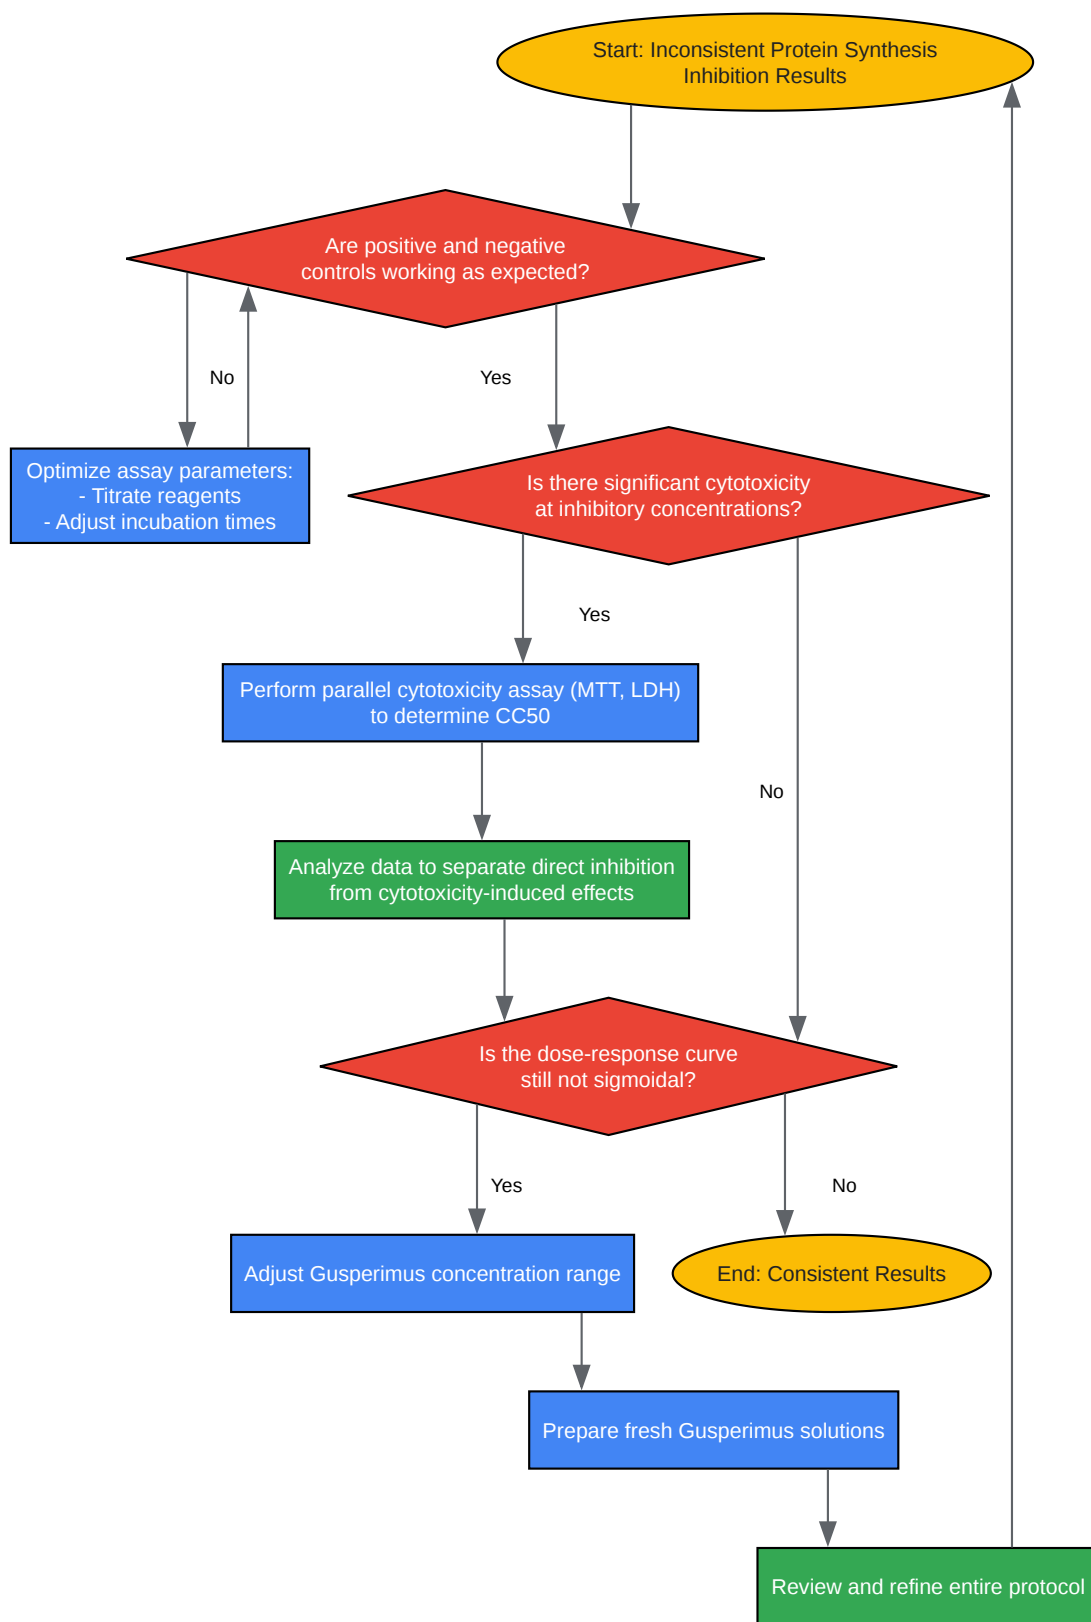 Start: Inconsistent Protein Synthesis
Inhibition Results
Are positive and negative
controls working as expected?
No
Yes
Optimize assay parameters:
- Titrate reagents
- Adjust incubation times
Is there significant cytotoxicity
at inhibitory concentrations?
Yes
Perform parallel cytotoxicity assay (MTT, LDH)
to determine CC50
No
Analyze data to separate direct inhibition
from cytotoxicity-induced effects
Is the dose-response curve
still not sigmoidal?
Yes
No
Adjust Gusperimus concentration range
End: Consistent Results
Prepare fresh Gusperimus solutions
Review and refine entire protocol